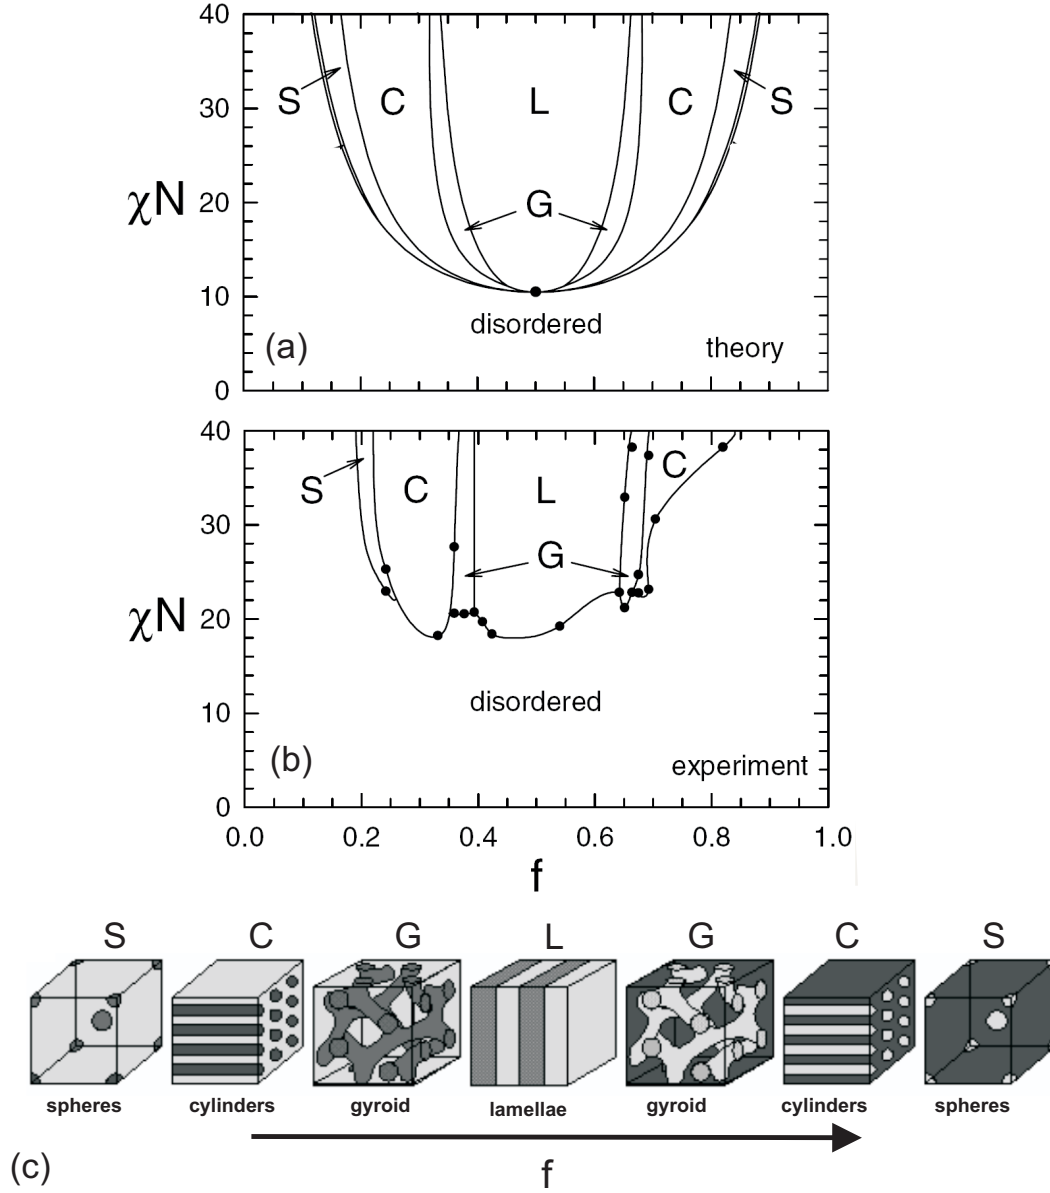 40
S
C
L
C
S
30
χN
20
G
10
disordered
(a)
theory
0
40
C
S
C
L
30
G
χN
20
disordered
10
(b)
experiment
0
0.0 0.2 0.4 0.6 0.8 1.0
f
S C G L G C S
spheres cylinders gyroid lamellae gyroid cylinders spheres
(c)
f